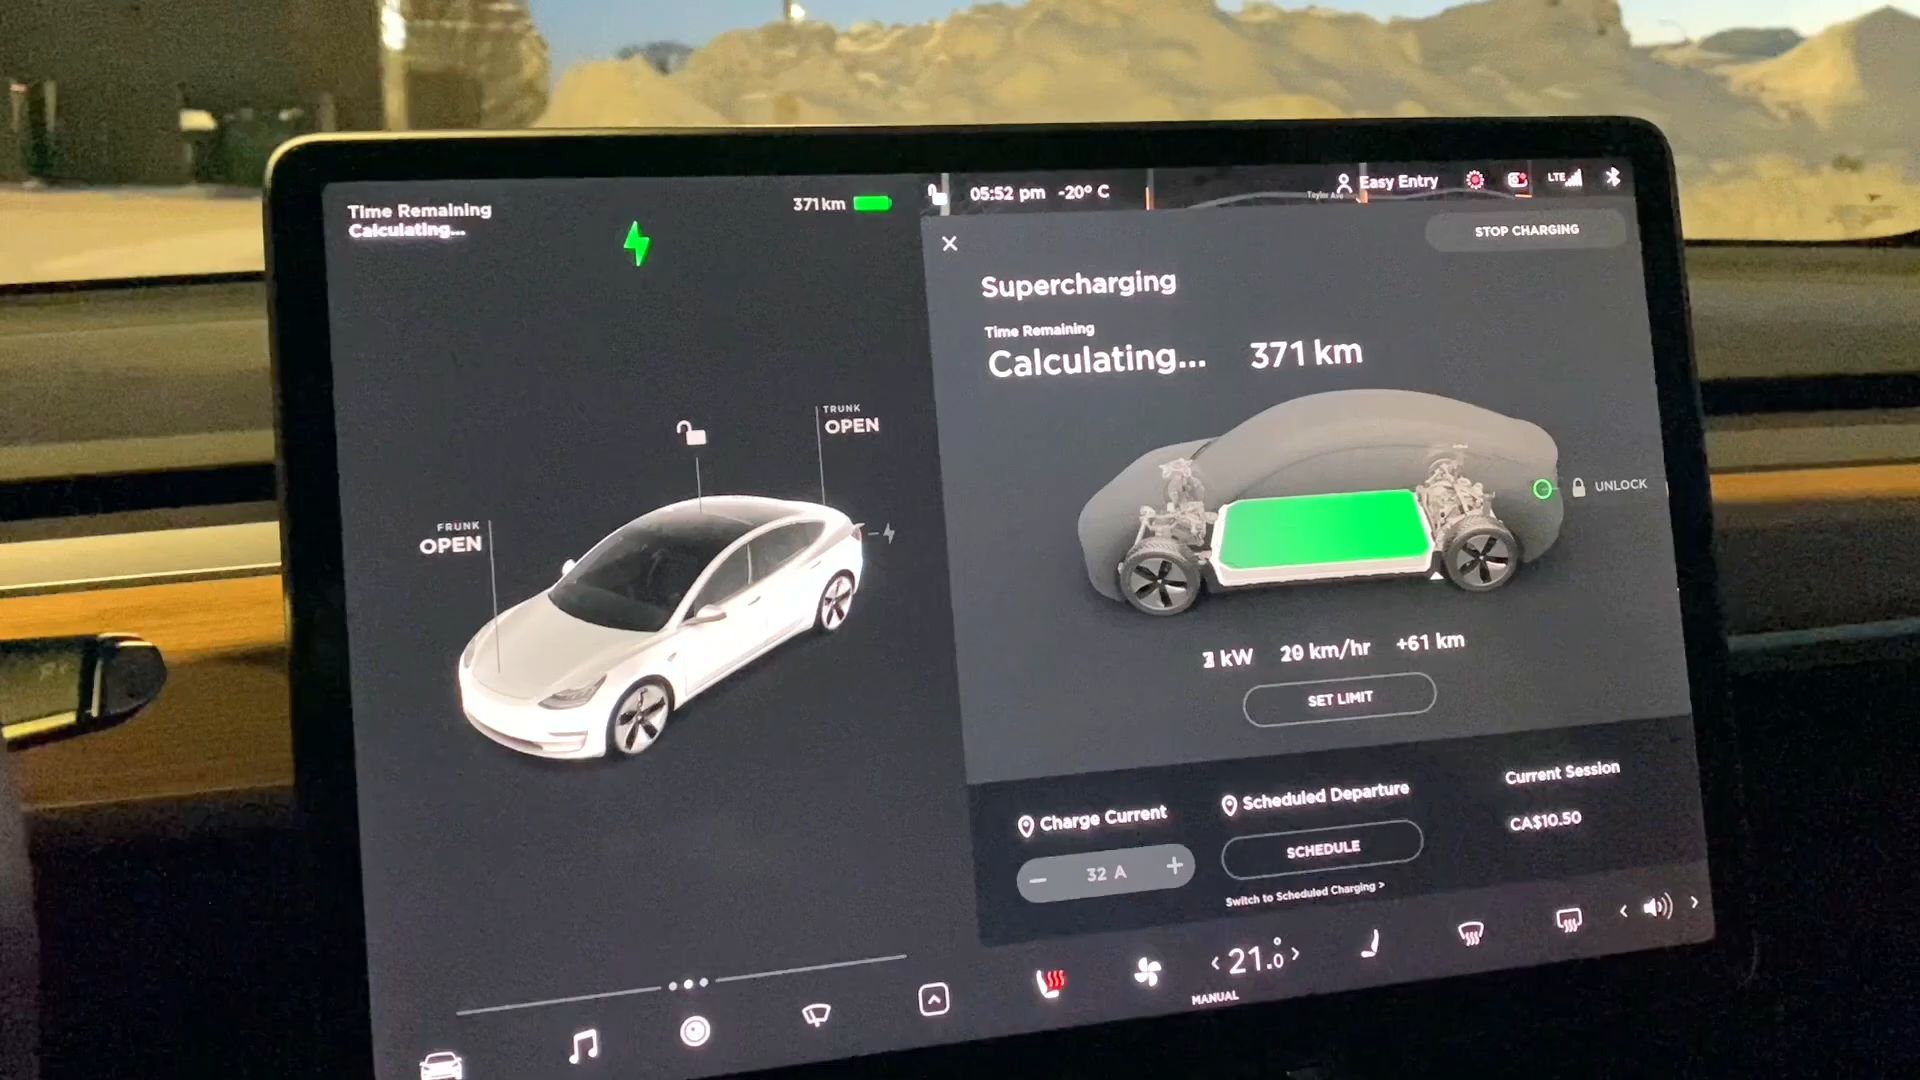 Time Remaining
Calculating...
371 km
05:52 pm -20° C
Taylor Ave
Easy Entry
LTE
STOP CHARGING
Supercharging
Time Remaining
Calculating... 371 km
TRUNK
OPEN
FRUNK
OPEN
UNLOCK
kW
km/hr +61 km
SET LIMIT
Charge Current
Scheduled Departure
Current Session
CA$10.50
- 32 A +
SCHEDULE
Switch to Scheduled Charging >
< 21.0° >
MANUAL